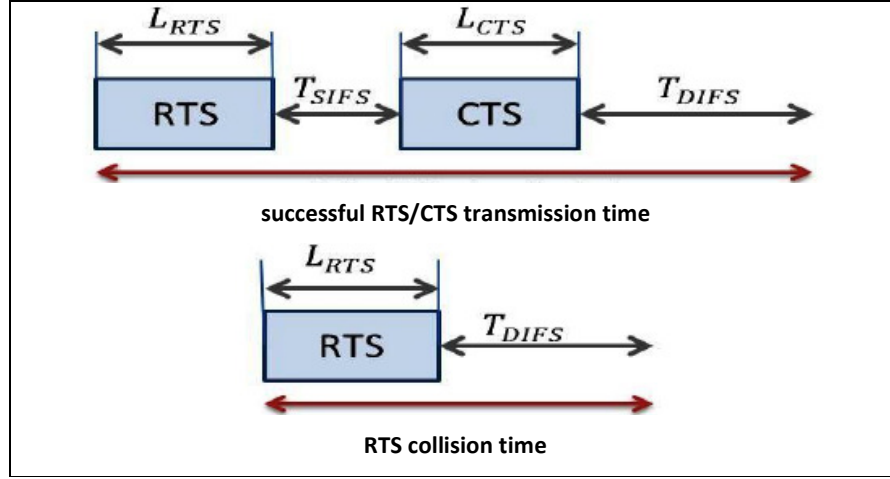 L_RTS L_CTS
T_SIFS T_DIFS
RTS CTS
successful RTS/CTS transmission time
L_RTS
T_DIFS
RTS
RTS collision time